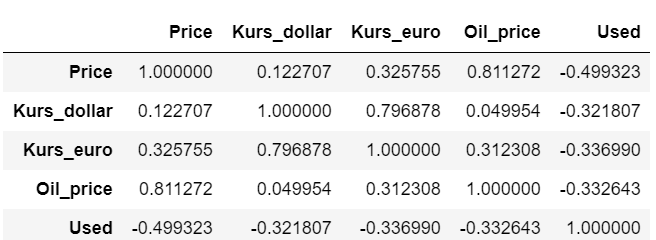 Price Kurs_dollar Kurs_euro Oil_price Used
Price 1.000000 0.122707 0.325755 0.811272 -0.499323
Kurs_dollar 0.122707 1.000000 0.796878 0.049954 -0.321807
Kurs_euro 0.325755 0.796878 1.000000 0.312308 -0.336990
Oil_price 0.811272 0.049954 0.312308 1.000000 -0.332643
Used -0.499323 -0.321807 -0.336990 -0.332643 1.000000